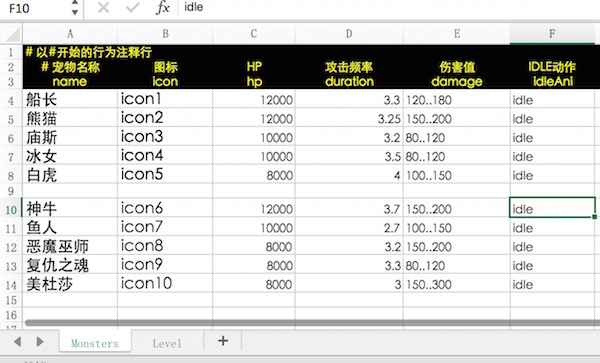 F10 fx idle
A B C D E F
1 # 以#开始的行为注释行
2 # 宠物名称 图标 HP 攻击频率 伤害值 IDLE动作
3 name icon hp duration damage idleAni
4 船长 icon1 12000 3.3 120..180 idle
5 熊猫 icon2 12000 3.25 150..200 idle
6 庙斯 icon3 10000 3.2 80..120 idle
7 冰女 icon4 10000 3.5 80..120 idle
8 白虎 icon5 8000 4 100..150 idle
9
10 神牛 icon6 12000 3.7 150..200 idle
11 鱼人 icon7 10000 2.7 100..150 idle
12 恶魔巫师 icon8 8000 3.2 150..200 idle
13 复仇之魂 icon9 8000 3.3 80..120 idle
14 美杜莎 icon10 8000 3 150..300 idle
15
16
Monsters Level +